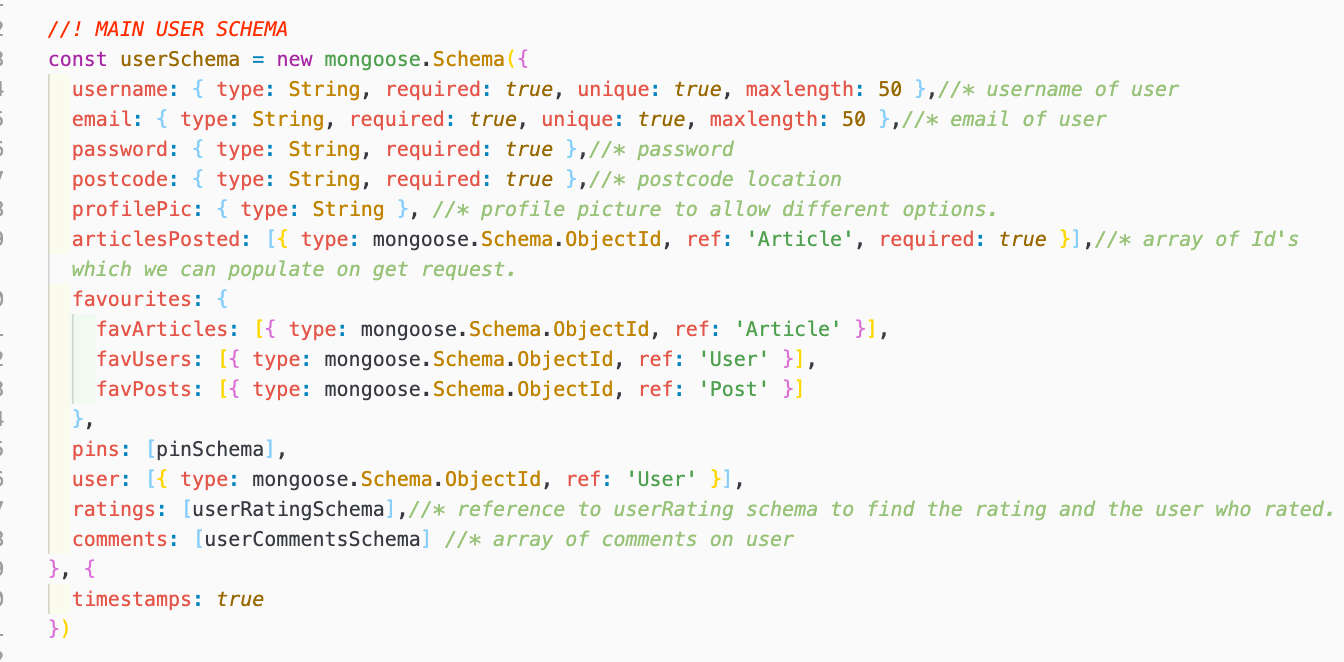 //! MAIN USER SCHEMA
const userSchema = new mongoose.Schema({
  username: { type: String, required: true, unique: true, maxlength: 50 },//* username of user
  email: { type: String, required: true, unique: true, maxlength: 50 },//* email of user
  password: { type: String, required: true },//* password
  postcode: { type: String, required: true },//* postcode location
  profilePic: { type: String }, //* profile picture to allow different options.
  articlesPosted: [{ type: mongoose.Schema.ObjectId, ref: 'Article', required: true }],//* array of Id's
  which we can populate on get request.
  favourites: {
    favArticles: [{ type: mongoose.Schema.ObjectId, ref: 'Article' }],
    favUsers: [{ type: mongoose.Schema.ObjectId, ref: 'User' }],
    favPosts: [{ type: mongoose.Schema.ObjectId, ref: 'Post' }]
  },
  pins: [pinSchema],
  user: [{ type: mongoose.Schema.ObjectId, ref: 'User' }],
  ratings: [userRatingSchema],//* reference to userRating schema to find the rating and the user who rated.
  comments: [userCommentsSchema] //* array of comments on user
}, {
  timestamps: true
})